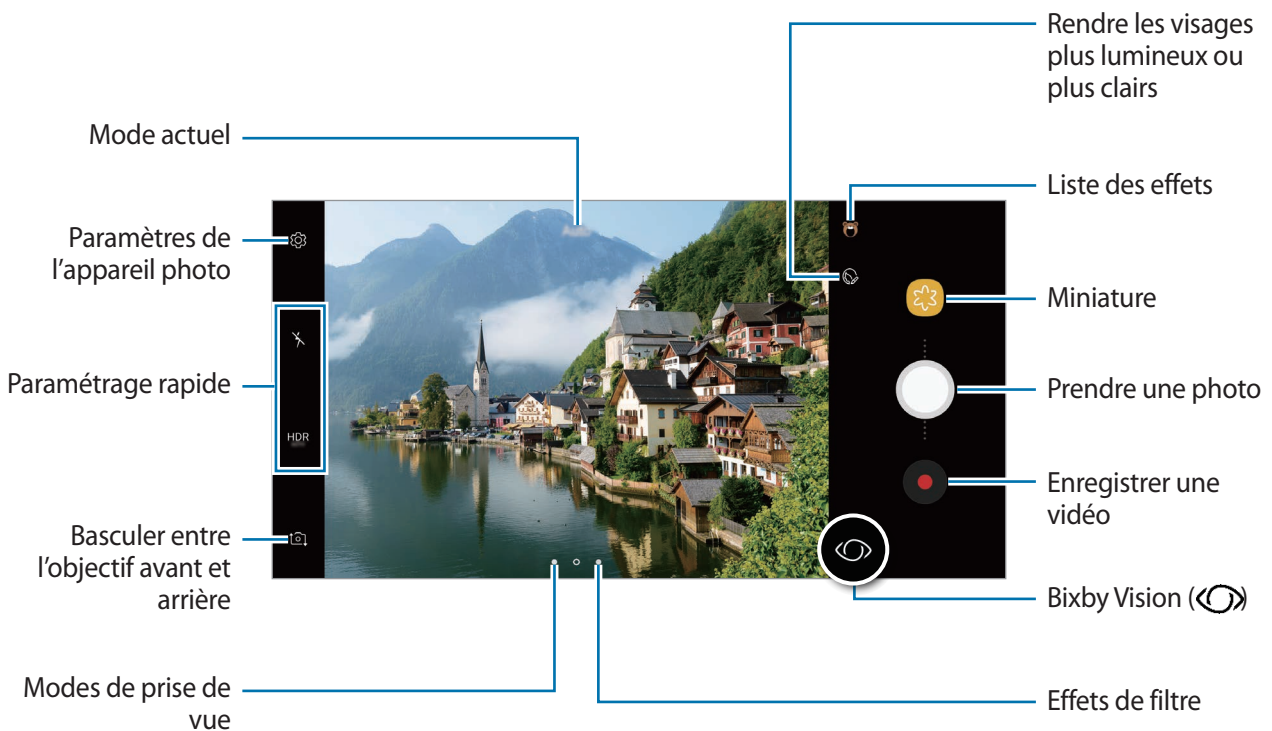 Rendre les visages
plus lumineux ou
plus clairs
Mode actuel
Liste des effets
Paramètres de
l'appareil photo
Miniature
Paramétrage rapide
HDR
Prendre une photo
Enregistrer une
vidéo
Basculer entre
l'objectif avant et
arrière
Bixby Vision ()
Modes de prise de
vue
Effets de filtre